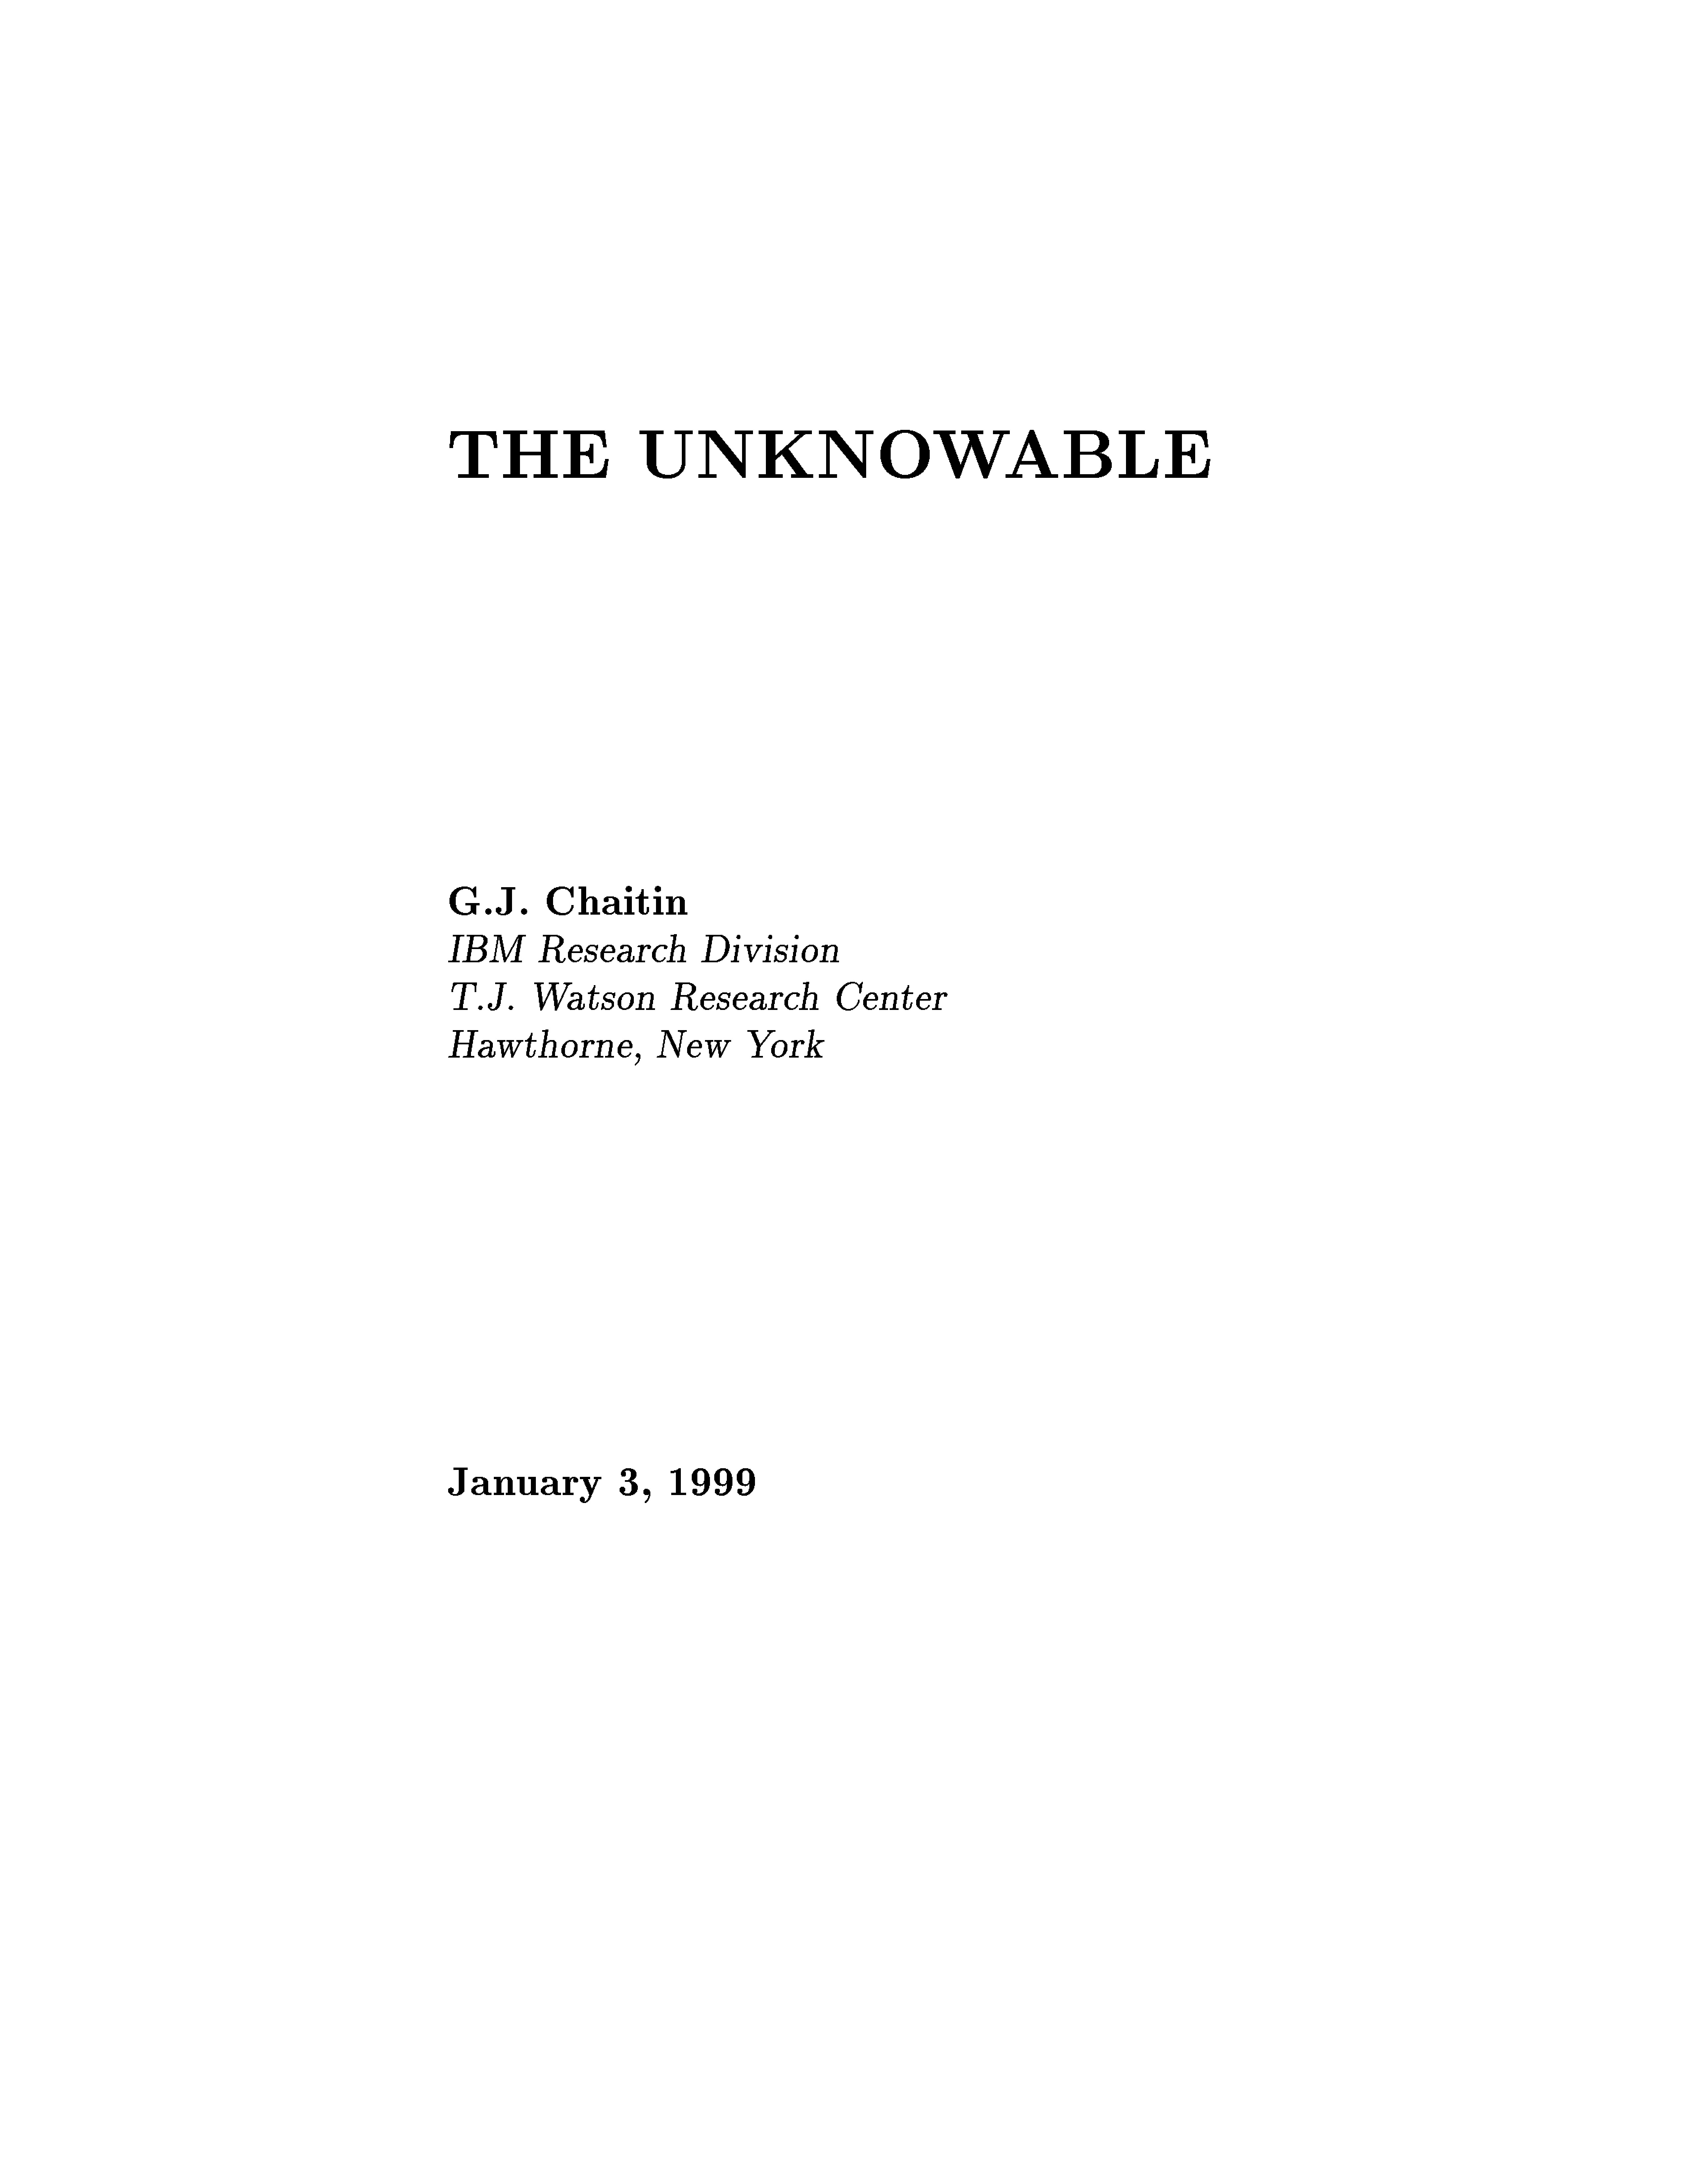 THE UNKNOWABLE
G.J. Chaitin
IBM Research Division
T.J. Watson Research Center
Hawthorne, New York
January 3, 1999